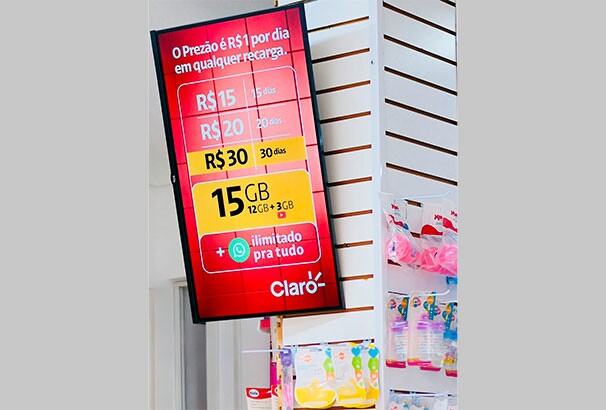 O Prezão é R$1 por dia
em qualquer recarga.
R$15 15 dias
R$20 20 dias
R$30 30 dias
15GB
12GB + 3GB
+ ilimitado
pra tudo
Claro